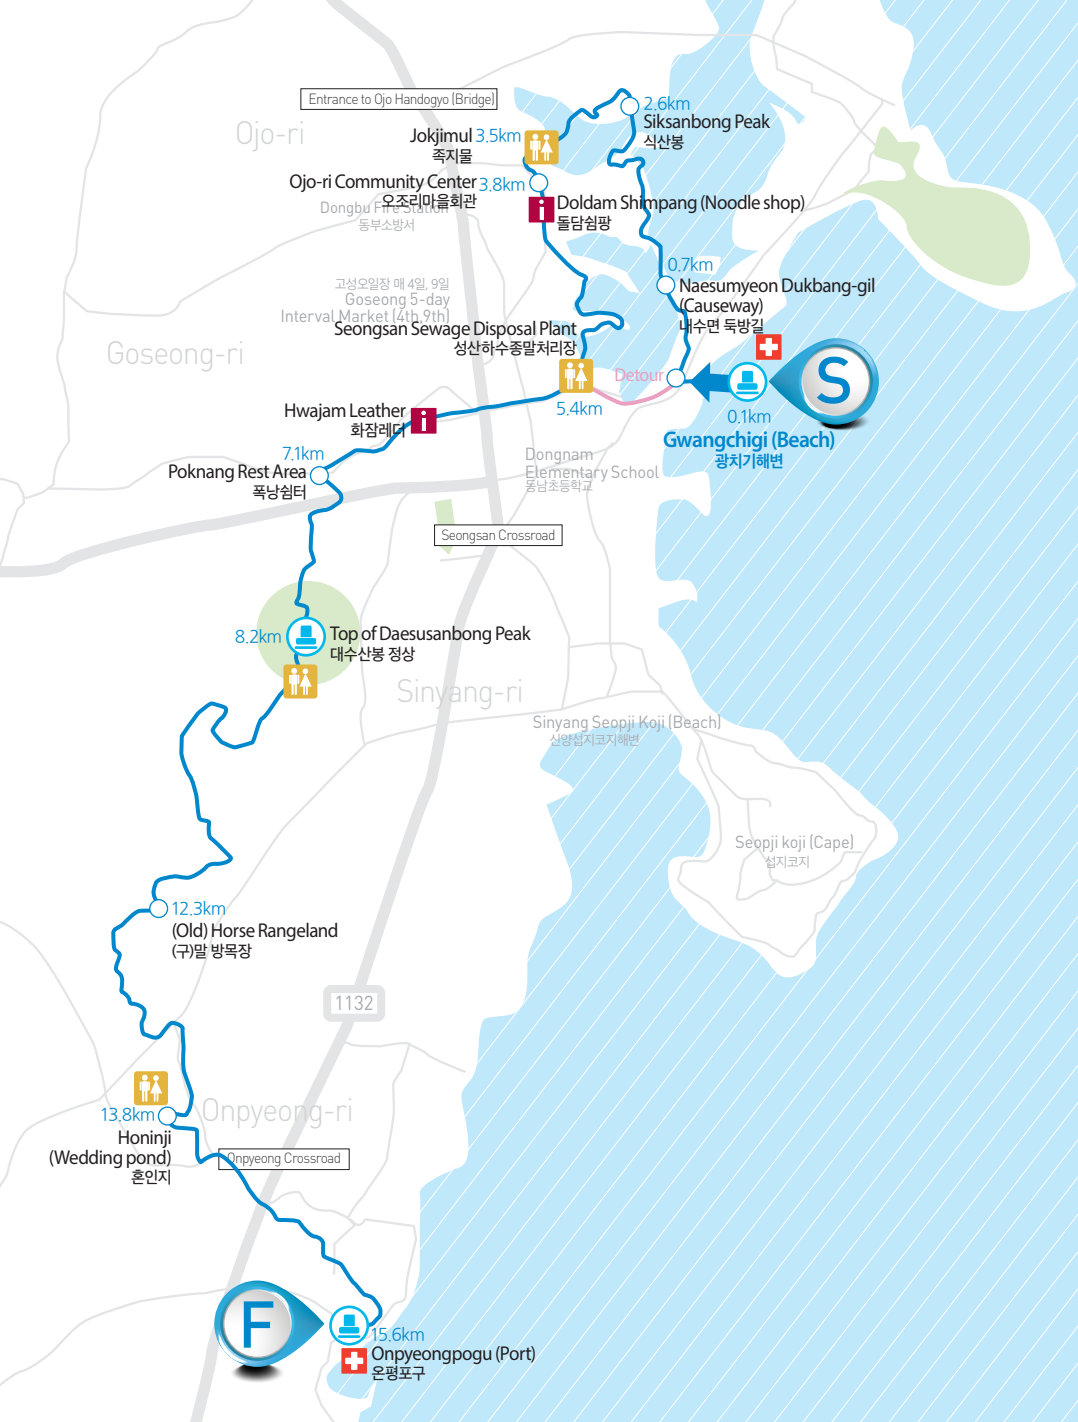 Entrance to Ojo Handogyo (Bridge)
2.6km
Siksanbong Peak
식산봉
Ojo-ri
Jokjimul 3.5km
족지물
Ojo-ri Community Center 3.8km
오조리마을회관
Dongbu Fire Station
동부소방서
Doldam Shimpang (Noodle shop)
돌담쉼팡
0.7km
Naesumyeon Dukbang-gil
(Causeway)
내수면 둑방길
고성오일장 매 4일, 9일
Goseong 5-day
Interval Market (4th,9th)
Seongsan Sewage Disposal Plant
성산하수종말처리장
Goseong-ri
Detour
S
5.4km
0.1km
Gwangchigi (Beach)
광치기해변
Hwajam Leather
화잠레더
7.1km
Poknang Rest Area
폭낭쉼터
Dongnam
Elementary School
동남초등학교
Seongsan Crossroad
8.2km
Top of Daesusanbong Peak
대수산봉 정상
Sinyang-ri
Sinyang Seopji Koji (Beach)
신양섭지코지해변
Seopji koji (Cape)
섭지코지
12.3km
(Old) Horse Rangeland
(구)말 방목장
1132
13.8km
Onpyeong-ri
Honinji
(Wedding pond)
혼인지
Onpyeong Crossroad
F
15.6km
Onpyeongpogu (Port)
온평포구